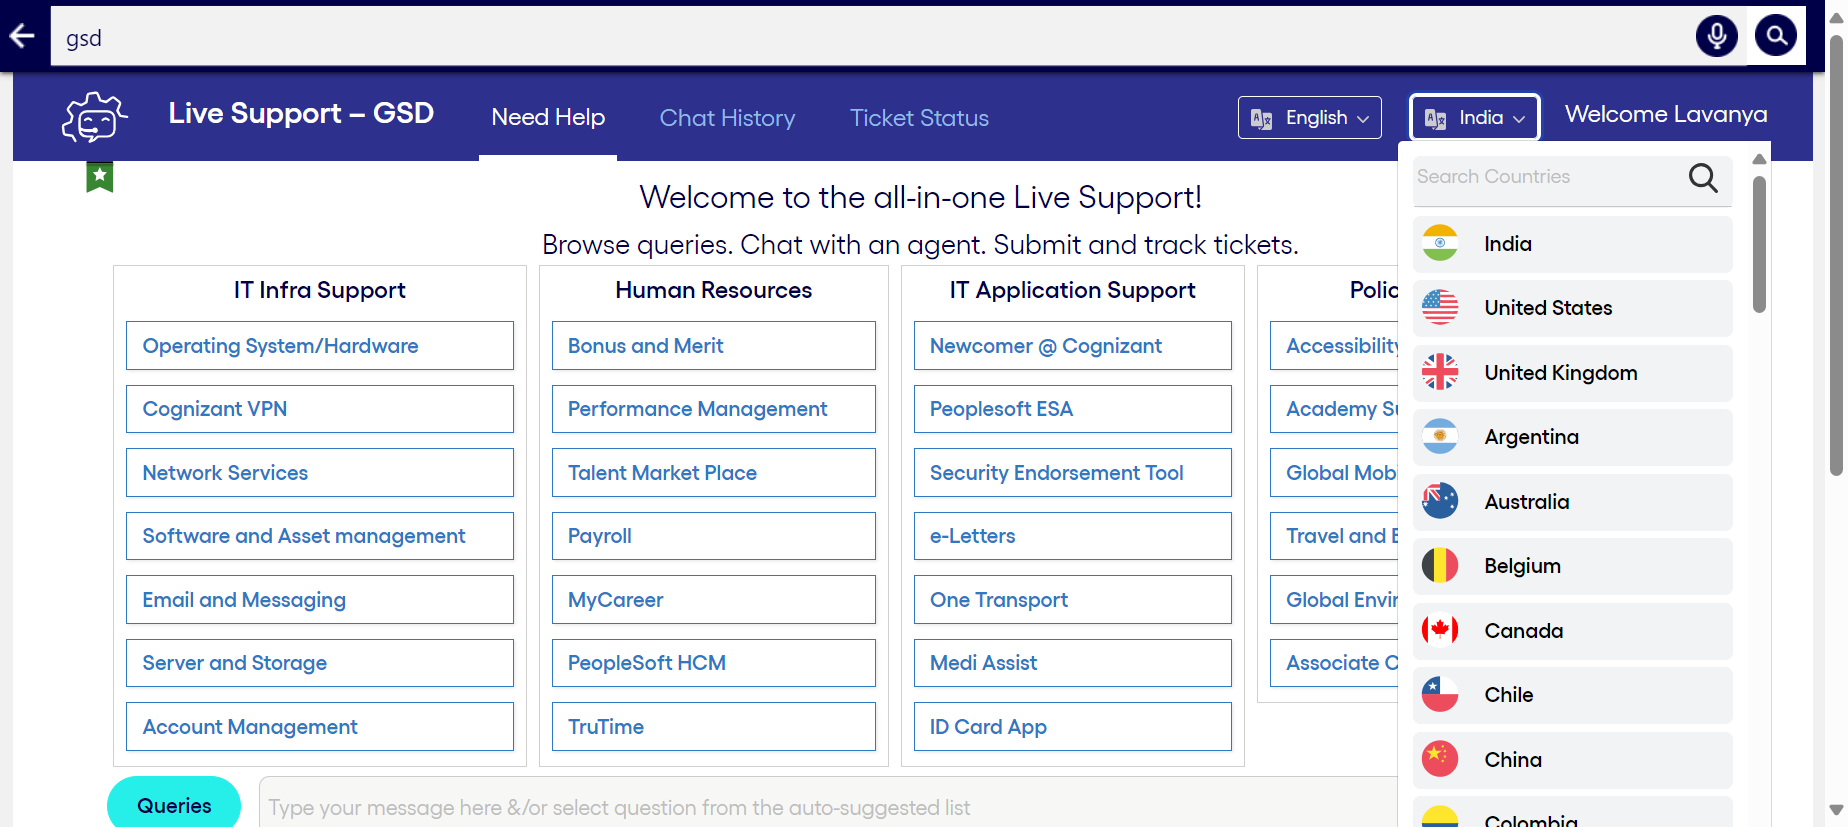 gsd
Live Support – GSD
Need Help
Chat History
Ticket Status
English
India
Welcome Lavanya
Welcome to the all-in-one Live Support!
Browse queries. Chat with an agent. Submit and track tickets.
IT Infra Support
Operating System/Hardware
Cognizant VPN
Network Services
Software and Asset management
Email and Messaging
Server and Storage
Account Management
Human Resources
Bonus and Merit
Performance Management
Talent Market Place
Payroll
MyCareer
PeopleSoft HCM
TruTime
IT Application Support
Newcomer @ Cognizant
Peoplesoft ESA
Security Endorsement Tool
e-Letters
One Transport
Medi Assist
ID Card App
Accessibility
Global
Travel and
Global
Associate
Search Countries
India
United States
United Kingdom
Argentina
Australia
Belgium
Canada
Chile
China
Colombia
Queries
Type your message here &/or select question from the auto-suggested list